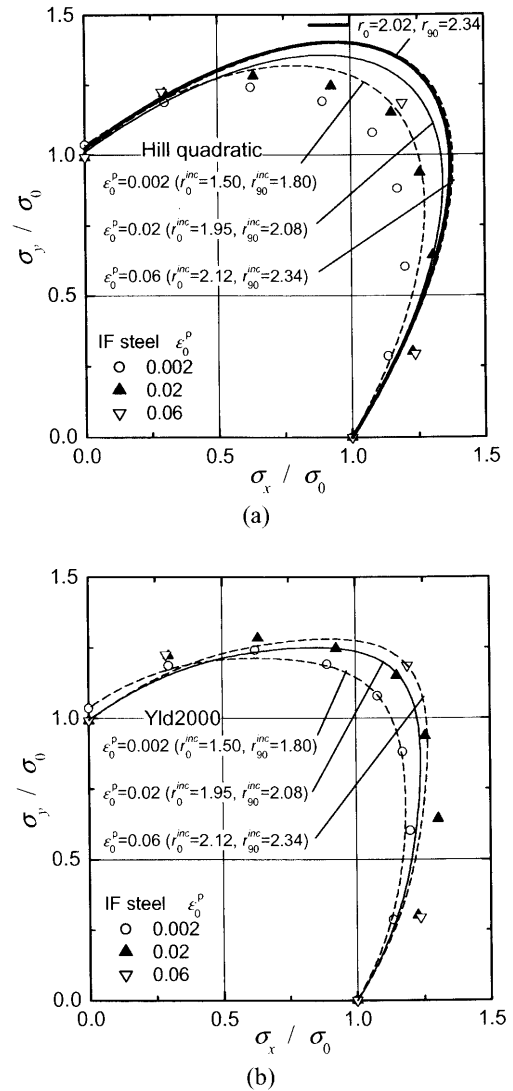 1.5
r₀=2.02, r₉₀=2.34
1.0
Hill quadratic
ε₀ᵖ=0.002 (r₀ⁱⁿᶜ=1.50, r₉₀ⁱⁿᶜ=1.80)
σy / σ₀
ε₀ᵖ=0.02 (r₀ⁱⁿᶜ=1.95, r₉₀ⁱⁿᶜ=2.08)
ε₀ᵖ=0.06 (r₀ⁱⁿᶜ=2.12, r₉₀ⁱⁿᶜ=2.34)
0.5
IF steel ε₀ᵖ
0.002
0.02
0.06
0.0
0.0 0.5 1.0 1.5
σx / σ₀
(a)
1.5
1.0
Yld2000
ε₀ᵖ=0.002 (r₀ⁱⁿᶜ=1.50, r₉₀ⁱⁿᶜ=1.80)
σy / σ₀
ε₀ᵖ=0.02 (r₀ⁱⁿᶜ=1.95, r₉₀ⁱⁿᶜ=2.08)
ε₀ᵖ=0.06 (r₀ⁱⁿᶜ=2.12, r₉₀ⁱⁿᶜ=2.34)
0.5
IF steel ε₀ᵖ
0.002
0.02
0.06
0.0
0.0 0.5 1.0 1.5
σx / σ₀
(b)